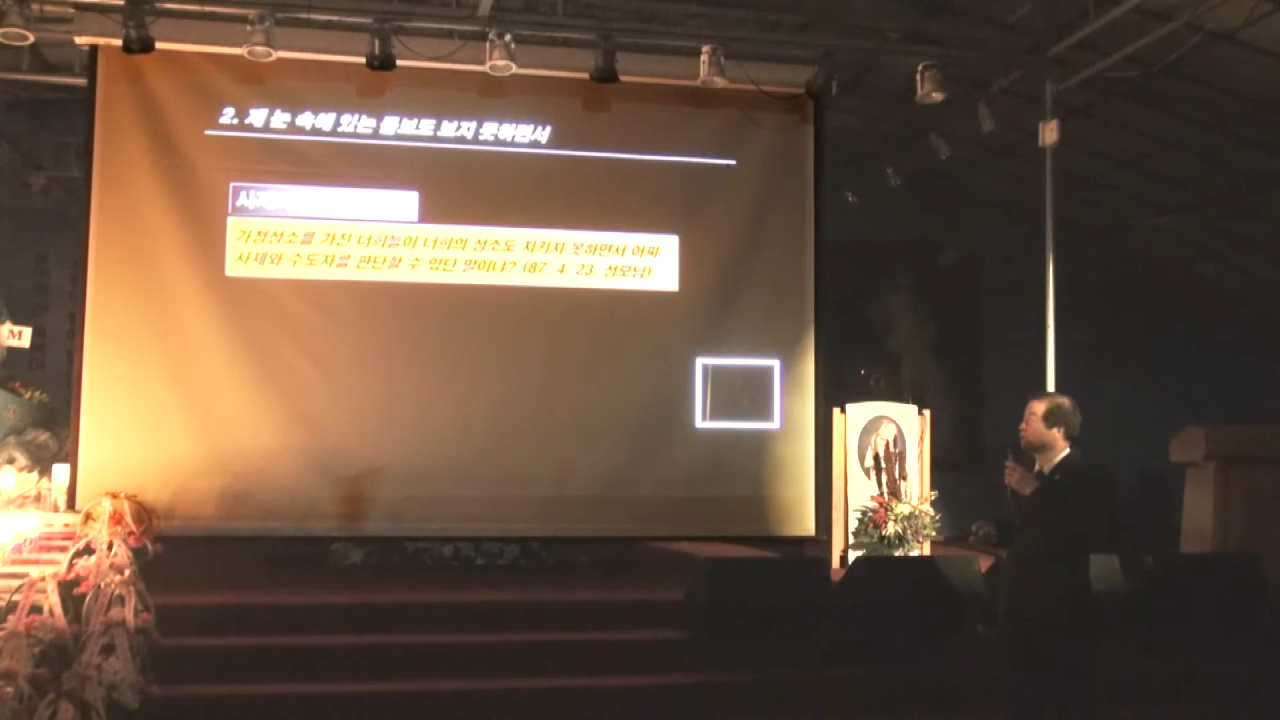 2. 제 눈 속에 있는 들보도 보지 못하면서
가정성소를 가진 너희들이 너희의 성소도 지키지 못하면서 어찌
사제와 수도자를 판단할 수 있단 말이냐? (87. 4. 23. 성모님)
M